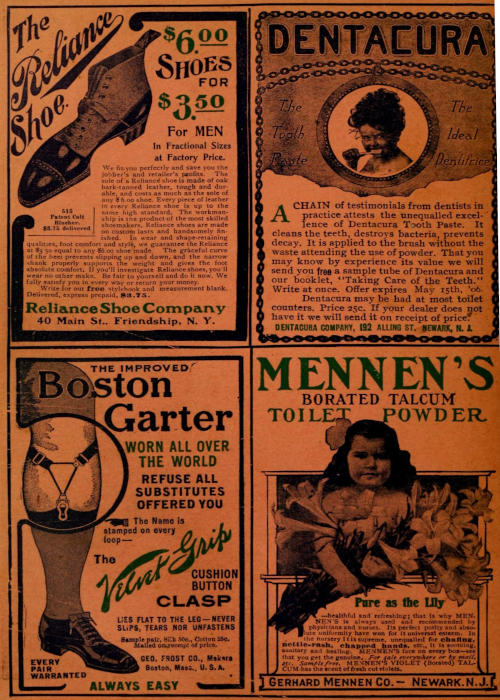 The
Reliance
Shoe.
$6.00
SHOES
FOR
$3.50
For MEN
In Fractional Sizes
at Factory Price.
We fit you perfectly and save you the
jobber's and retailer's profits. The
sole of a Reliance shoe is made of oak
bark-tanned leather, tough and dur-
able, and costs as much as the sole of
any $6.00 shoe. Every piece of leather
in every Reliance shoe is up to the
same high standard. The workman-
ship is the product of the most skilled
shoemakers. Reliance shoes are made
on custom lasts and handsomely fin-
ished. In wear and shape-holding
qualities, foot comfort and style, we guarantee the Reliance
at $3.50 equal to any $6.00 shoe made. The graceful curve
of the heel prevents slipping up and down, and the narrow
shank properly supports the weight and gives the foot
absolute comfort. If you'll investigate Reliance shoes, you'll
wear no other make. Be fair to yourself and do it now. We
fully satisfy you in every way or return your money.
Write for our free stylebook and measurement blank.
Delivered, express prepaid, $3.75.
515
Patent Colt
Blucher.
$3.75 delivered
Reliance Shoe Company
40 Main St., Friendship, N. Y.
DENTACURA
The
Tooth
Paste
The
Ideal
Dentifrice
A CHAIN of testimonials from dentists in
practice attests the unequalled excel-
lence of Dentacura Tooth Paste. It
cleans the teeth, destroys bacteria, prevents
decay. It is applied to the brush without the
waste attending the use of powder. That you
may know by experience its value we will
send you free a sample tube of Dentacura and
our booklet, "Taking Care of the Teeth."
Write at once. Offer expires May 15th, '06.
Dentacura may be had at most toilet
counters. Price 25c. If your dealer does not
have it we will send it on receipt of price.
DENTACURA COMPANY, 192 ALLING ST. NEWARK, N. J.
THE IMPROVED
Boston
Garter
WORN ALL OVER
THE WORLD
REFUSE ALL
SUBSTITUTES
OFFERED YOU
The Name is
stamped on every
loop—
The
Velvet Grip
CUSHION
BUTTON
CLASP
LIES FLAT TO THE LEG—NEVER
SLIPS, TEARS NOR UNFASTENS
Sample pair, Silk 50c., Cotton 25c.
Mailed on receipt of price.
GEO. FROST CO., Makers
Boston, Mass., U. S. A.
EVERY
PAIR
WARRANTED
ALWAYS EASY
MENNEN'S
BORATED TALCUM
TOILET POWDER
Pure as the Lily
—healthful and refreshing; that is why MEN-
NEN'S is always used and recommended by
physicians and nurses. Its perfect purity and abso-
lute uniformity have won for it universal esteem. In
the nursery it is supreme, unequalled for chafing,
nettle-rash, chapped hands, etc., it is soothing,
sanitary and healing. MENNEN'S face on every box—see
that you get the genuine. For sale everywhere or by mail,
25c. Sample free. MENNEN'S VIOLET (Borated) TAL-
CUM has the scent of fresh cut violets.
GERHARD MENNEN CO. — NEWARK. N. J.